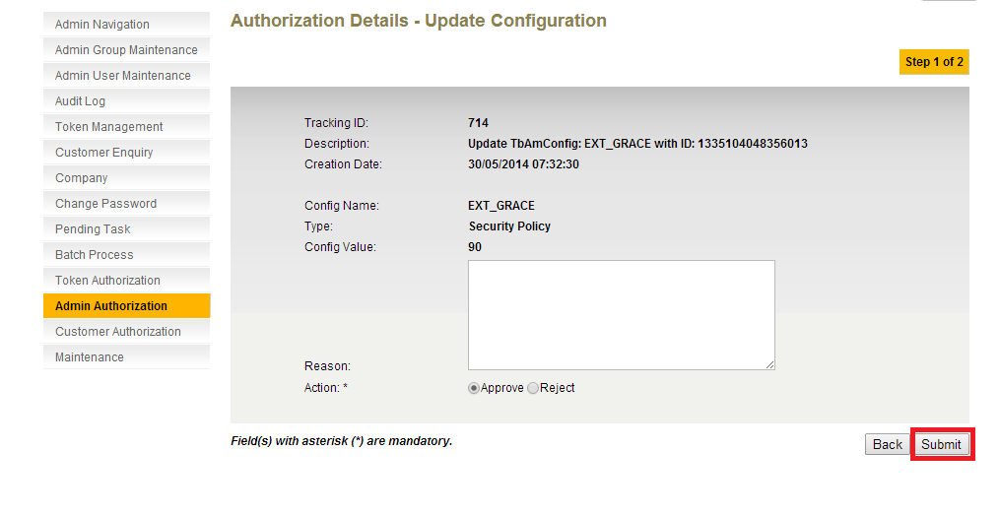 Authorization Details - Update Configuration
Step 1 of 2
Admin Navigation
Admin Group Maintenance
Admin User Maintenance
Audit Log
Token Management
Customer Enquiry
Company
Change Password
Pending Task
Batch Process
Token Authorization
Admin Authorization
Customer Authorization
Maintenance
Tracking ID: 714
Description: Update TbAmConfig: EXT_GRACE with ID: 1335104048356013
Creation Date: 30/05/2014 07:32:30
Config Name: EXT_GRACE
Type: Security Policy
Config Value: 90
Reason:
Action: * Approve Reject
Field(s) with asterisk (*) are mandatory.
Back Submit